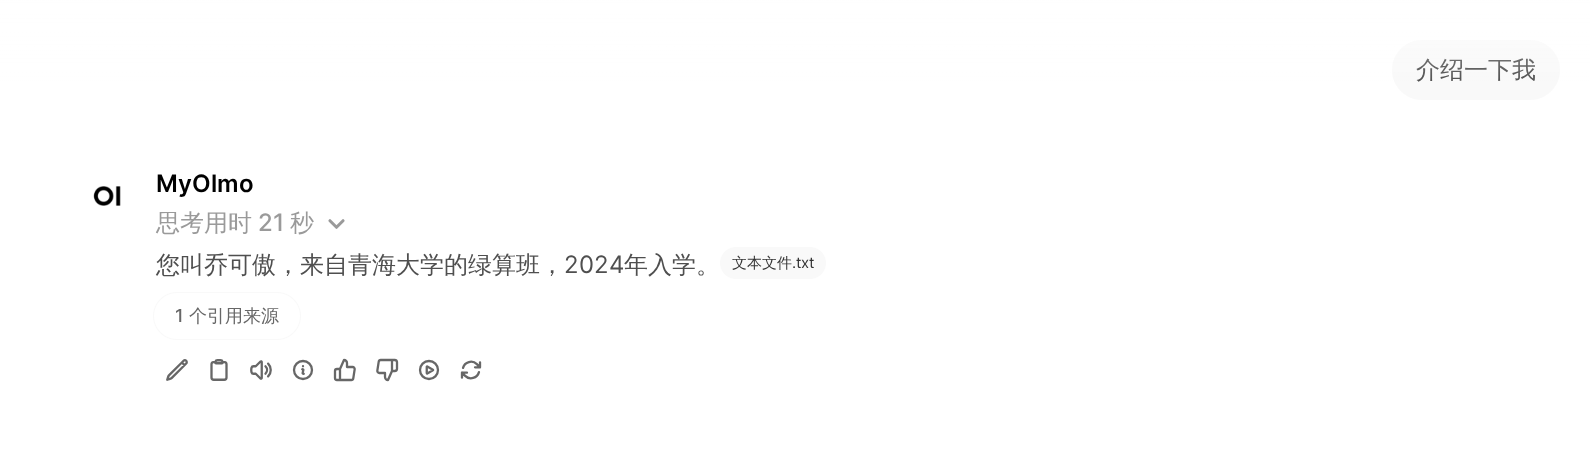 介绍一下我
OI
MyOlmo
思考用时 21 秒
您叫乔可傲，来自青海大学的绿算班，2024年入学。 文本文件.txt
1 个引用来源